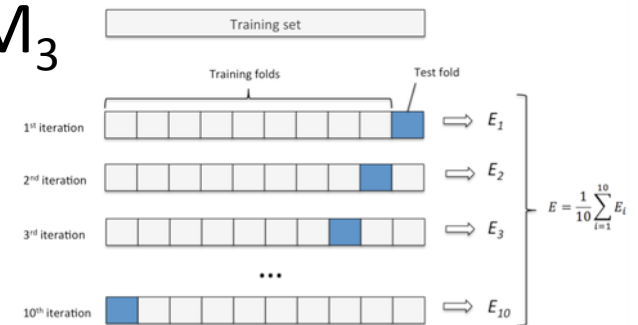 M₃
Training set
Training folds
Test fold
1st iteration
E₁
2nd iteration
E₂
3rd iteration
E₃
E = 1/10 ∑ᵢ₌₁¹⁰ Eᵢ
...
10th iteration
E₁₀